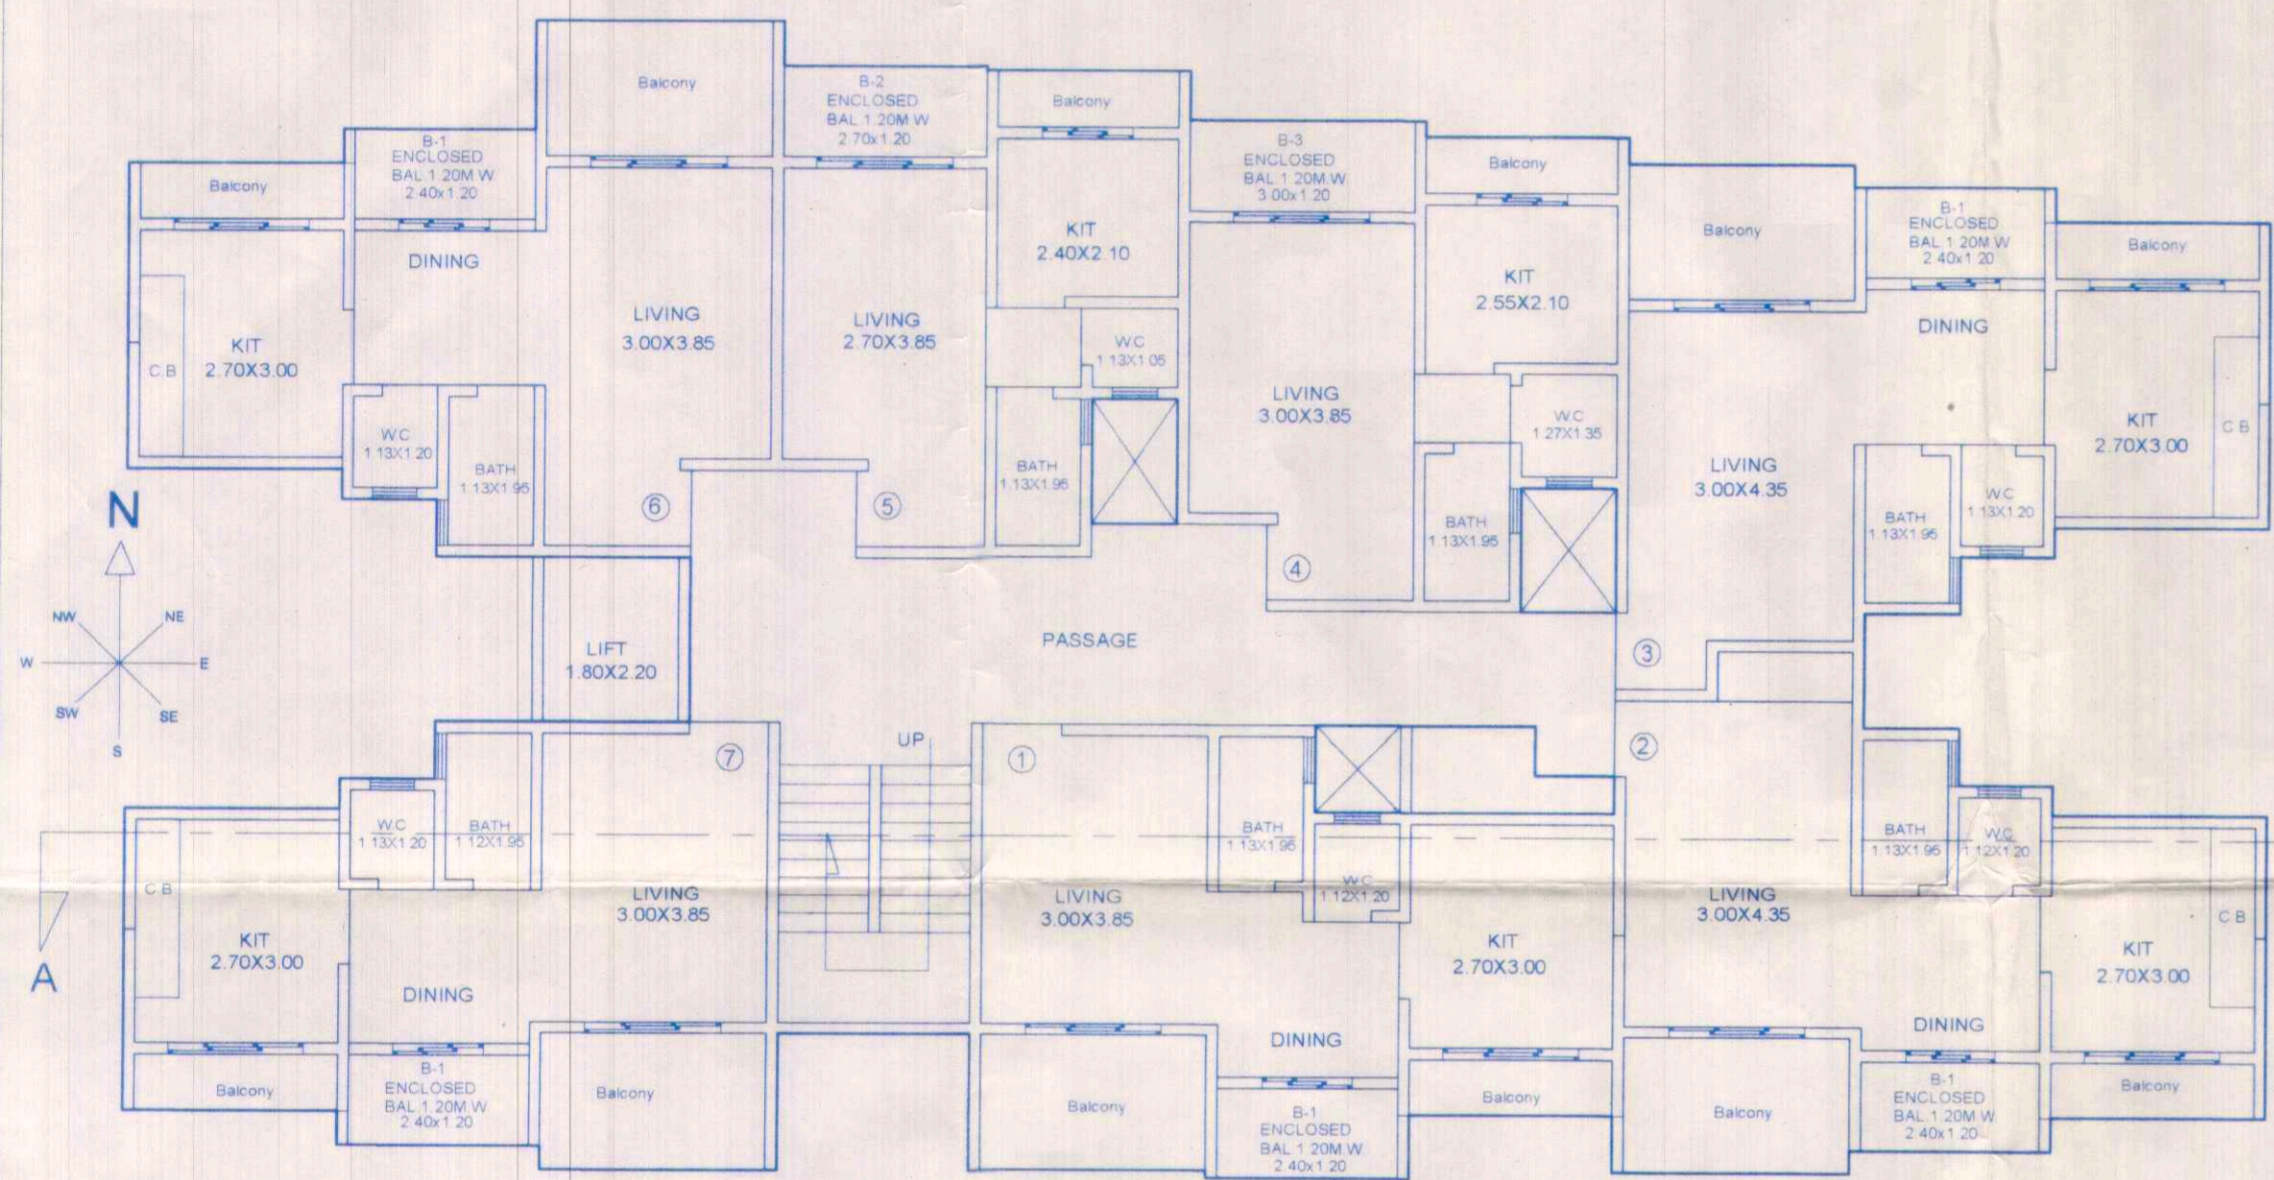 Balcony
B-1
ENCLOSED
BAL 1.20M.W
2.40x1.20
Balcony
B-2
ENCLOSED
BAL 1.20M.W
2.70x1.20
Balcony
B-3
ENCLOSED
BAL 1.20M.W
3.00x1.20
Balcony
Balcony
B-1
ENCLOSED
BAL 1.20M.W
2.40x1.20
Balcony
DINING
KIT
2.70X3.00
C.B
LIVING
3.00X3.85
LIVING
2.70X3.85
KIT
2.40X2.10
W.C
1.13X1.05
LIVING
3.00X3.85
KIT
2.55X2.10
W.C
1.27X1.35
DINING
LIVING
3.00X4.35
KIT
2.70X3.00
C.B
W.C
1.13X1.20
BATH
1.13X1.95
6
5
BATH
1.13X1.95
4
BATH
1.13X1.95
BATH
1.13X1.95
W.C
1.13X1.20
N
NW
NE
W
E
SW
SE
S
LIFT
1.80X2.20
PASSAGE
3
7
UP
1
2
W.C
1.13X1.20
BATH
1.12X1.95
C.B
KIT
2.70X3.00
LIVING
3.00X3.85
DINING
A
LIVING
3.00X3.85
BATH
1.13X1.95
W.C
1.12X1.20
KIT
2.70X3.00
DINING
LIVING
3.00X4.35
BATH
1.13X1.95
W.C
1.12X1.20
C.B
KIT
2.70X3.00
DINING
Balcony
B-1
ENCLOSED
BAL 1.20M.W
2.40x1.20
Balcony
Balcony
B-1
ENCLOSED
BAL 1.20M.W
2.40x1.20
Balcony
Balcony
B-1
ENCLOSED
BAL 1.20M.W
2.40x1.20
Balcony